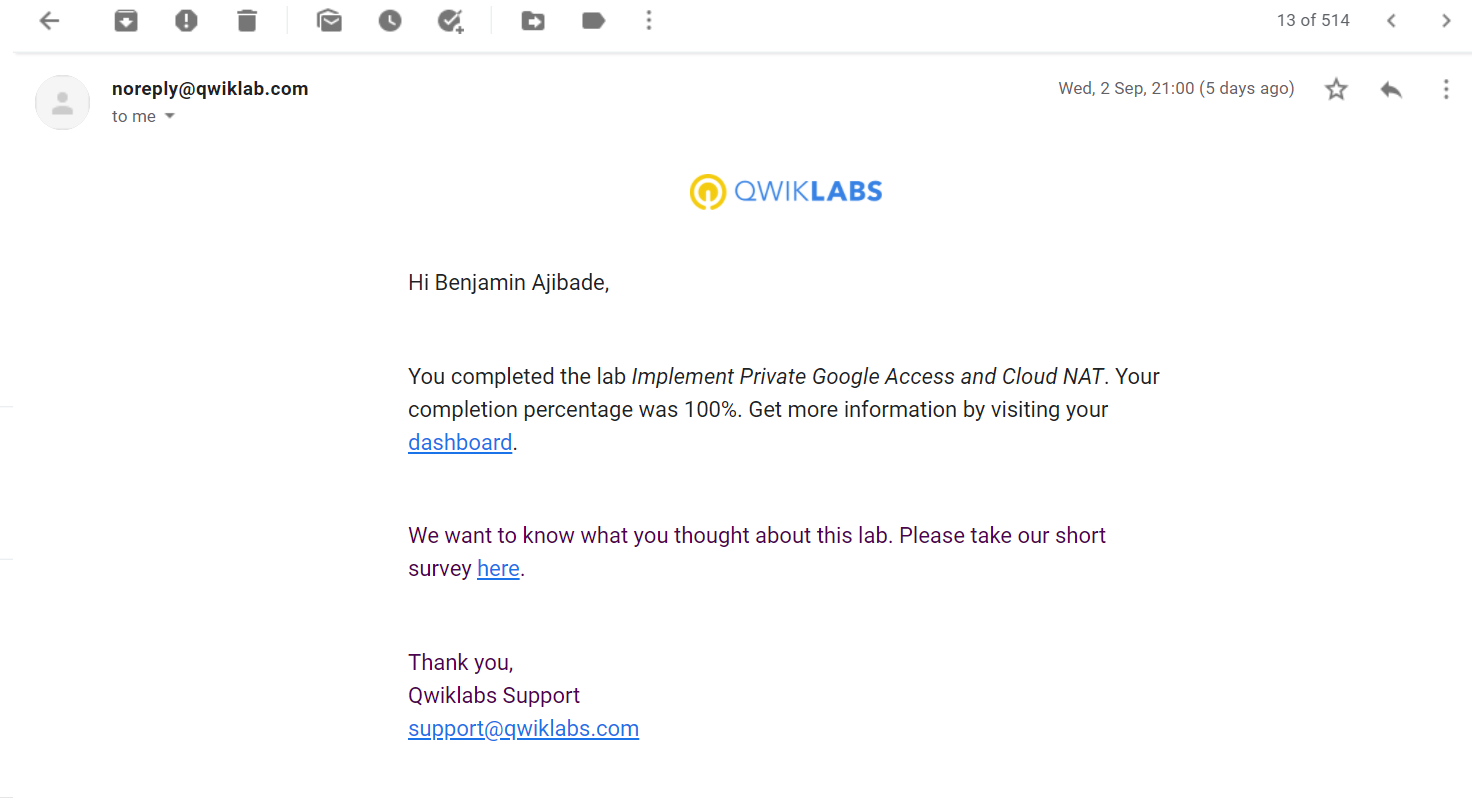 13 of 514
noreply@qwiklab.com
Wed, 2 Sep, 21:00 (5 days ago)
to me
QWIKLABS
Hi Benjamin Ajibade,
You completed the lab Implement Private Google Access and Cloud NAT. Your
completion percentage was 100%. Get more information by visiting your
dashboard.
We want to know what you thought about this lab. Please take our short
survey here.
Thank you,
Qwiklabs Support
support@qwiklabs.com